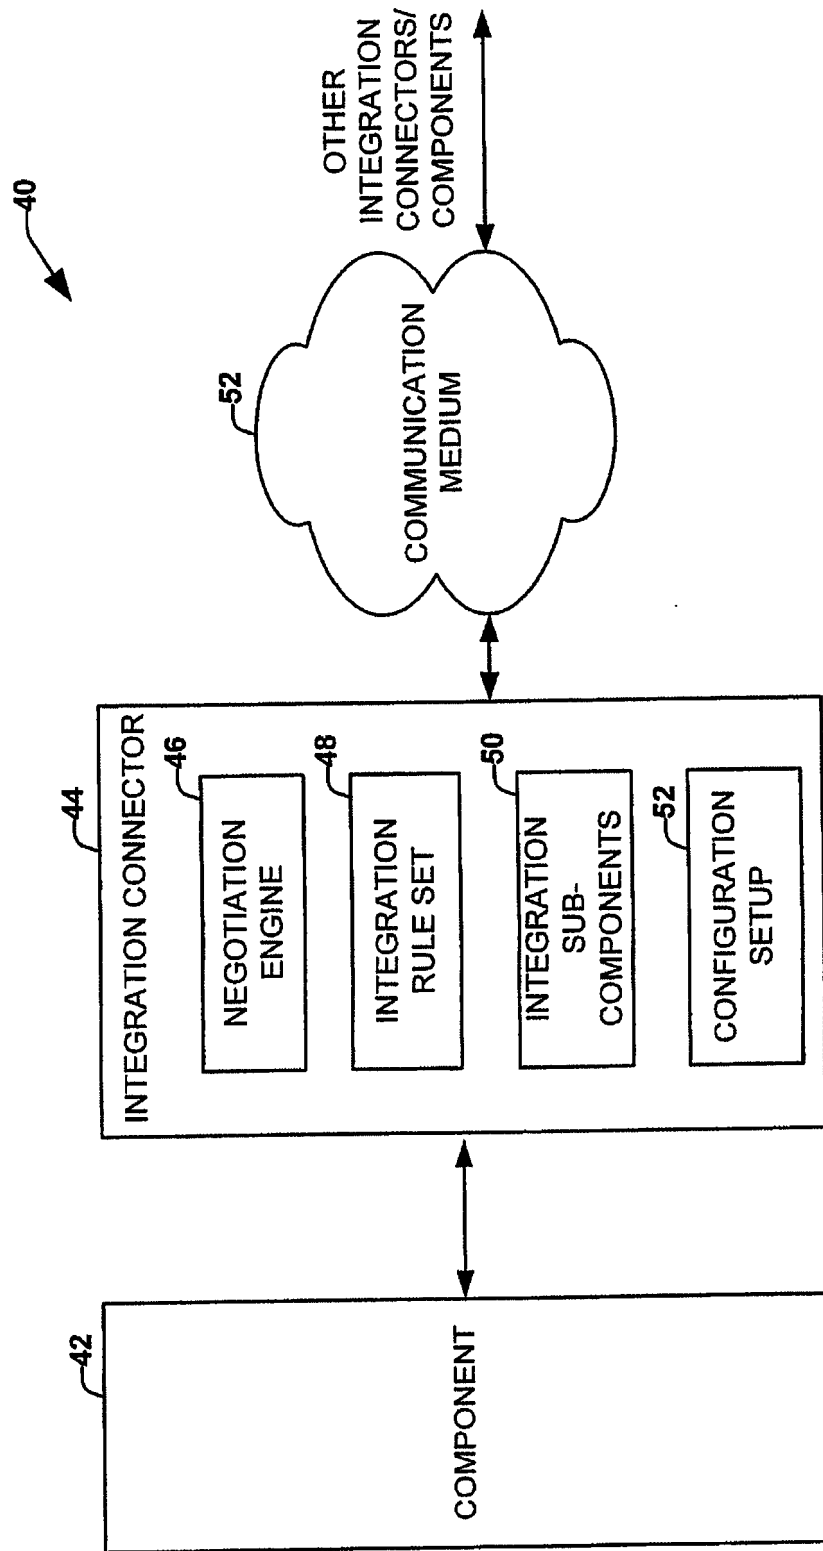 40
42
COMPONENT
44
INTEGRATION CONNECTOR
46
NEGOTIATION
ENGINE
48
INTEGRATION
RULE SET
50
INTEGRATION
SUB-
COMPONENTS
52
CONFIGURATION
SETUP
52
COMMUNICATION
MEDIUM
OTHER
INTEGRATION
CONNECTORS/
COMPONENTS